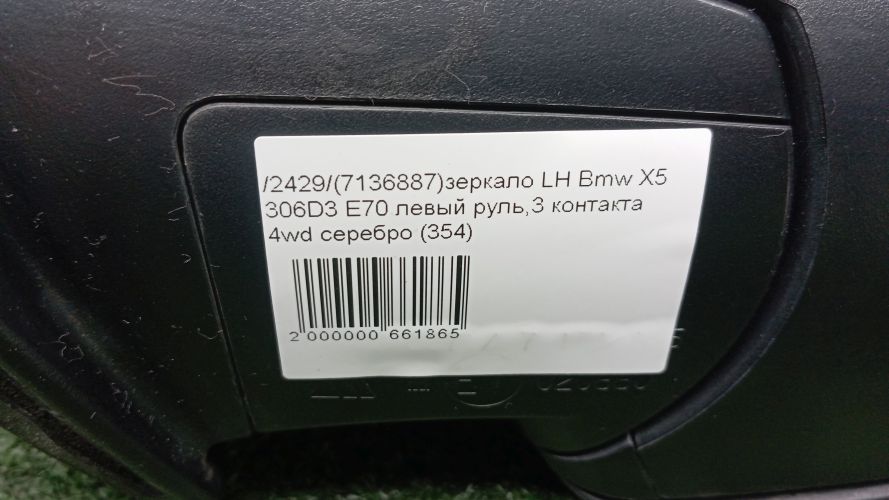 /2429/(7136887)зеркало LH Bmw X5
306D3 E70 левый руль,3 контакта
4wd серебро (354)
2 000000 661865